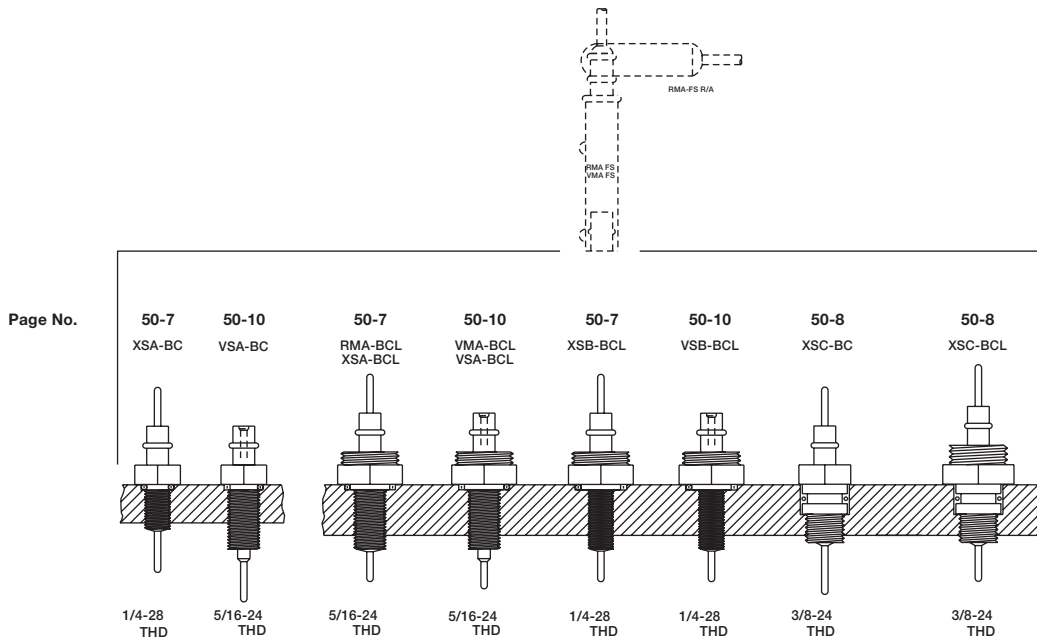 RMA-FS R/A
RMA FS
VMA FS
Page No. 50-7 50-10 50-7 50-10 50-7 50-10 50-8 50-8
XSA-BC VSA-BC RMA-BCL VMA-BCL XSB-BCL VSB-BCL XSC-BC XSC-BCL
XSA-BCL VSA-BCL
1/4-28 5/16-24 5/16-24 5/16-24 1/4-28 1/4-28 3/8-24 3/8-24
THD THD THD THD THD THD THD THD